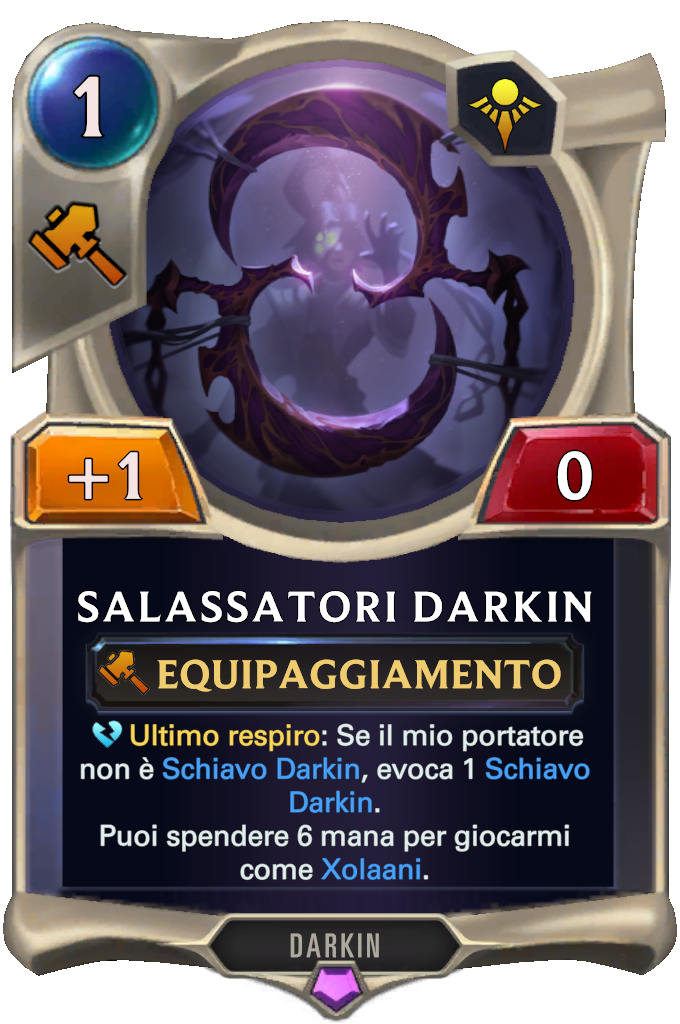 1
+1
0
SALASSATORI DARKIN
EQUIPAGGIAMENTO
Ultimo respiro: Se il mio portatore
non è Schiavo Darkin, evoca 1 Schiavo
Darkin.
Puoi spendere 6 mana per giocarmi
come Xolaani.
DARKIN